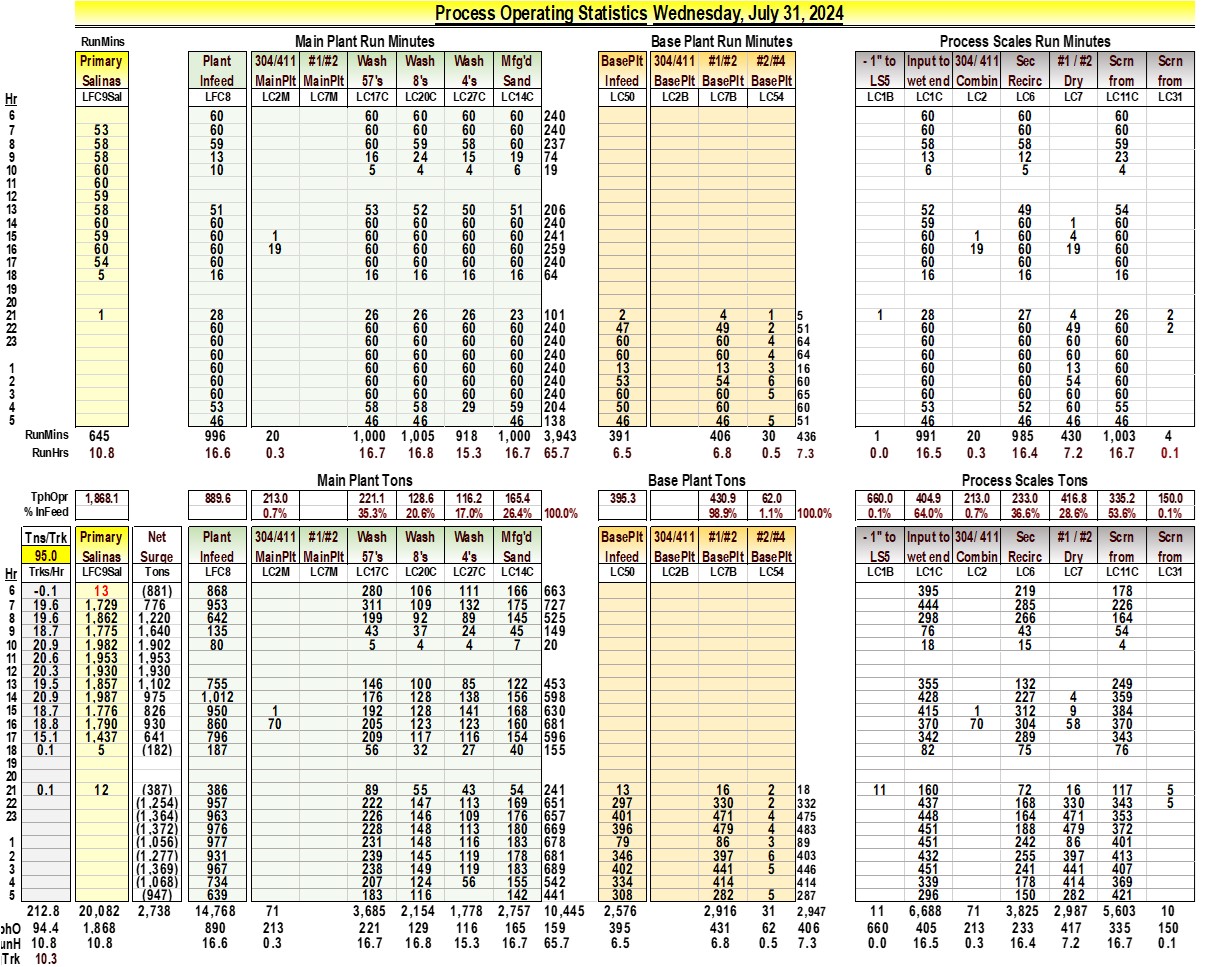 Process Operating Statistics Wednesday, July 31, 2024
RunMins Main Plant Run Minutes Base Plant Run Minutes Process Scales Run Minutes
Primary Plant 304/411 #1/#2 Wash Wash Wash Mfg'd BasePlt 304/411 #1/#2 #2/#4 - 1" to Input to 304/ 411 Sec #1 / #2 Scrn Scrn
Salinas Infeed MainPlt MainPlt 57's 8's 4's Sand Infeed BasePlt BasePlt BasePlt LS5 wet end Combin Recirc Dry from from
Hr LFC9Sal LFC8 LC2M LC7M LC17C LC20C LC27C LC14C LC50 LC2B LC7B LC54 LC1B LC1C LC2 LC6 LC7 LC11C LC31
6 60 60 60 60 60 240 60 60 60
7 53 60 60 60 60 60 240 60 60 60
8 58 59 60 59 58 60 237 58 58 59
9 58 13 16 24 15 19 74 13 12 23
10 60 10 5 4 4 6 19 6 5 4
11 60
12 59
13 58 51 53 52 50 51 206 52 49 54
14 60 60 60 60 60 60 240 59 60 1 60
15 59 60 1 60 60 60 60 241 60 1 60 4 60
16 60 60 19 60 60 60 60 259 60 19 60 19 60
17 54 60 60 60 60 60 240 60 60 60
18 5 16 16 16 16 16 64 16 16 16
19
20
21 1 28 26 26 26 23 101 2 4 1 5 1 28 27 4 26 2
22 60 60 60 60 60 240 47 49 2 51 60 60 49 60 2
23 60 60 60 60 60 240 60 60 4 64 60 60 60 60
60 60 60 60 60 240 60 60 4 64 60 60 60 60
1 60 60 60 60 60 240 13 13 3 16 60 60 13 60
2 60 60 60 60 60 240 53 54 6 60 60 60 54 60
3 60 60 60 60 60 240 60 60 5 65 60 60 60 60
4 53 58 58 29 59 204 50 60 60 53 52 60 55
5 46 46 46 46 138 46 46 5 51 46 46 46 46
RunMins 645 996 20 1,000 1,005 918 1,000 3,943 391 406 30 436 1 991 20 985 430 1,003 4
RunHrs 10.8 16.6 0.3 16.7 16.8 15.3 16.7 65.7 6.5 6.8 0.5 7.3 0.0 16.5 0.3 16.4 7.2 16.7 0.1
Main Plant Tons Base Plant Tons Process Scales Tons
TphOpr 1,868.1 889.6 213.0 221.1 128.6 116.2 165.4 395.3 430.9 62.0 660.0 404.9 213.0 233.0 416.8 335.2 150.0
% InFeed 0.7% 35.3% 20.6% 17.0% 26.4% 100.0% 98.9% 1.1% 100.0% 0.1% 64.0% 0.7% 36.6% 28.6% 53.6% 0.1%
Tns/Trk Primary Net Plant 304/411 #1/#2 Wash Wash Wash Mfg'd BasePlt 304/411 #1/#2 #2/#4 - 1" to Input to 304/ 411 Sec #1 / #2 Scrn Scrn
95.0 Salinas Surge Infeed MainPlt MainPlt 57's 8's 4's Sand Infeed BasePlt BasePlt BasePlt LS5 wet end Combin Recirc Dry from from
Hr Trks/Hr LFC9Sal Tons LFC8 LC2M LC7M LC17C LC20C LC27C LC14C LC50 LC2B LC7B LC54 LC1B LC1C LC2 LC6 LC7 LC11C LC31
6 -0.1 13 (881) 868 280 106 111 166 663 395 219 178
7 19.6 1,729 776 953 311 109 132 175 727 444 285 226
8 19.6 1,862 1,220 642 199 92 89 145 525 298 266 164
9 18.7 1,775 1,640 135 43 37 24 45 149 76 43 54
10 20.9 1,982 1,902 80 5 4 4 7 20 18 15 4
11 20.6 1,953 1,953
12 20.3 1,930 1,930
13 19.5 1,857 1,102 755 146 100 85 122 453 355 132 249
14 20.9 1,987 975 1,012 176 128 138 156 598 428 227 4 359
15 18.7 1,776 826 950 1 192 128 141 168 630 415 1 312 9 384
16 18.8 1,790 930 860 70 205 123 123 160 681 370 70 304 58 370
17 15.1 1,437 641 796 209 117 116 154 596 342 289 343
18 0.1 5 (182) 187 56 32 27 40 155 82 75 76
19
20
21 0.1 12 (387) 386 89 55 43 54 241 13 16 2 18 11 160 72 16 117 5
22 (1,254) 957 222 147 113 169 651 297 330 2 332 437 168 330 343 5
23 (1,364) 963 226 146 109 176 657 401 471 4 475 448 164 471 353
(1,372) 976 228 148 113 180 669 396 479 4 483 451 188 479 372
1 (1,056) 977 231 148 116 183 678 79 86 3 89 451 242 86 401
2 (1,277) 931 239 145 119 178 681 346 397 6 403 432 255 397 413
3 (1,369) 967 238 149 119 183 689 402 441 5 446 451 241 441 407
4 (1,068) 734 207 124 56 155 542 334 414 414 339 178 414 369
5 (947) 639 183 116 142 441 308 282 5 287 296 150 282 421
212.8 20,082 2,738 14,768 71 3,685 2,154 1,778 2,757 10,445 2,576 2,916 31 2,947 11 6,688 71 3,825 2,987 5,603 10
phO 94.4 1,868 890 213 221 129 116 165 159 395 431 62 406 660 405 213 233 417 335 150
unH 10.8 10.8 16.6 0.3 16.7 16.8 15.3 16.7 65.7 6.5 6.8 0.5 7.3 0.0 16.5 0.3 16.4 7.2 16.7 0.1
Trk 10.3